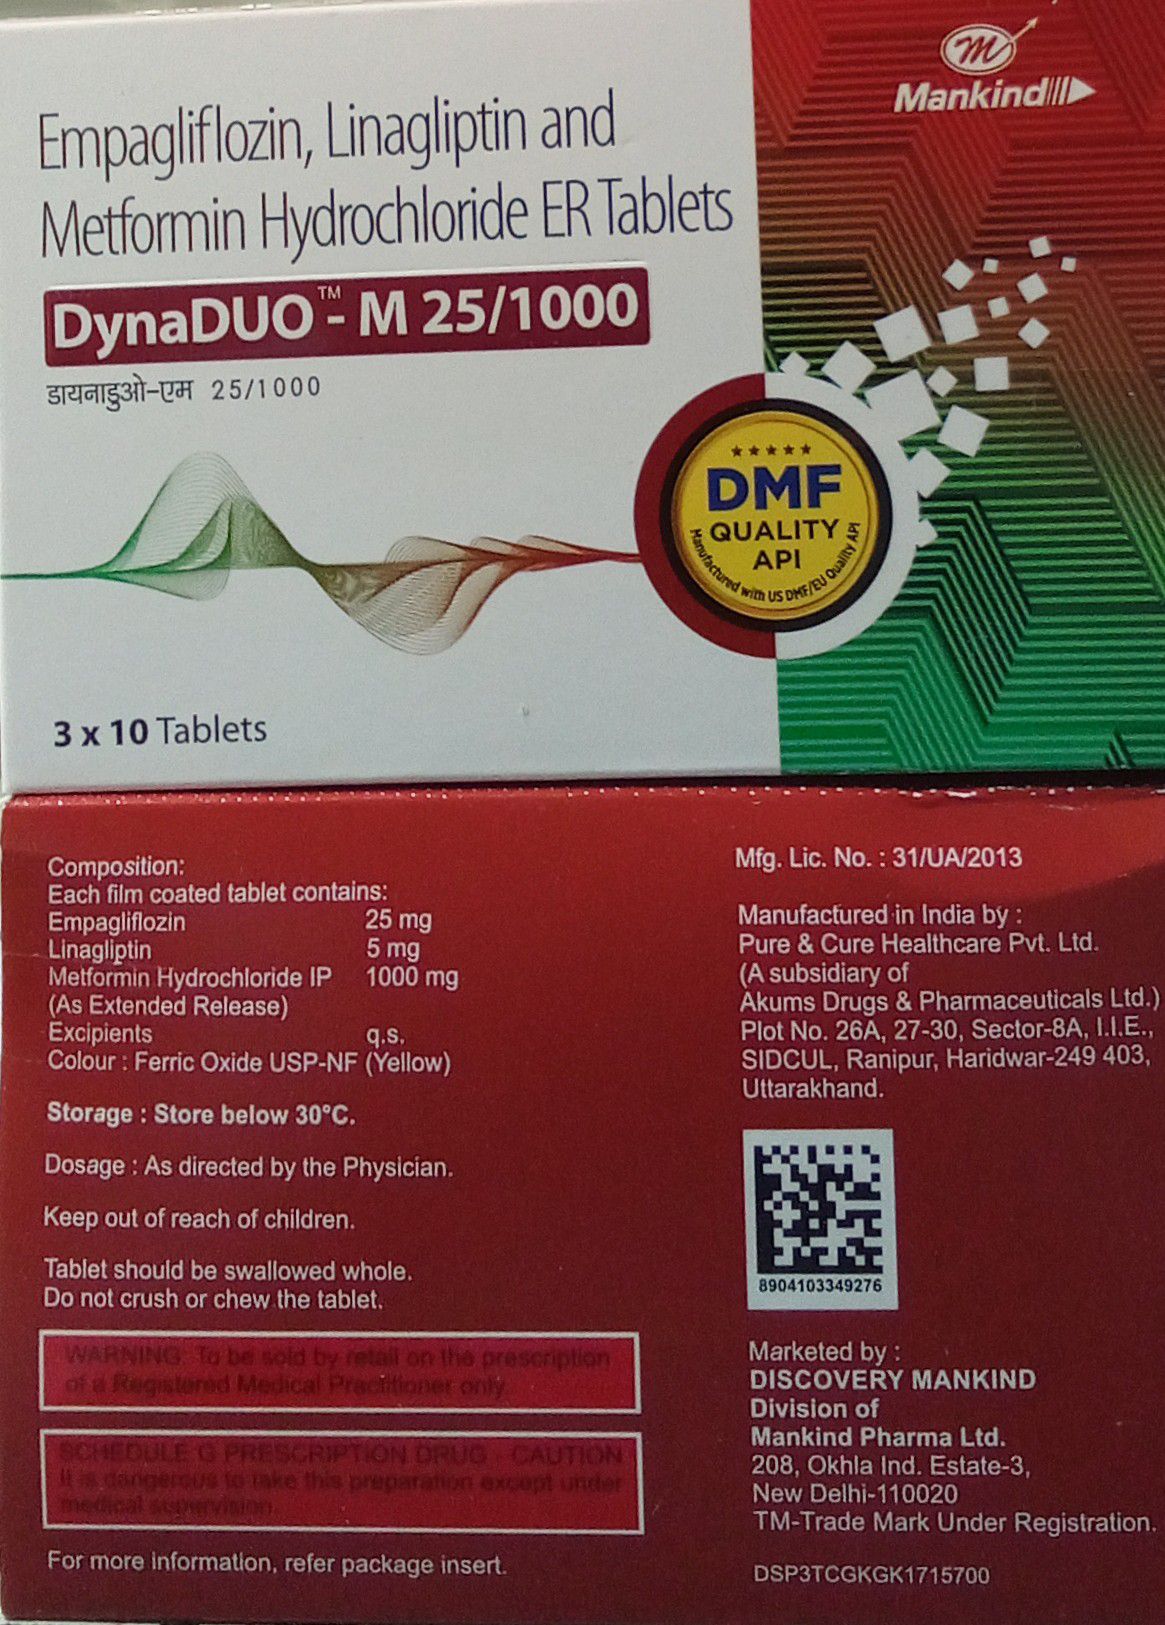 Mankind
Empagliflozin, Linagliptin and
Metformin Hydrochloride ER Tablets
DynaDUO™ - M 25/1000
डायनाडुओ-एम 25/1000
DMF
QUALITY
API
Manufactured with US DMF/EU Quality API
3 x 10 Tablets
Composition:
Each film coated tablet contains:
Empagliflozin 25 mg
Linagliptin 5 mg
Metformin Hydrochloride IP 1000 mg
(As Extended Release)
Excipients q.s.
Colour : Ferric Oxide USP-NF (Yellow)
Storage : Store below 30°C.
Dosage : As directed by the Physician.
Keep out of reach of children.
Tablet should be swallowed whole.
Do not crush or chew the tablet.
WARNING: To be sold by retail on the prescription
of a Registered Medical Practitioner only.
SCHEDULE G PRESCRIPTION DRUG - CAUTION
It is dangerous to take this preparation except under
medical supervision.
For more information, refer package insert.
Mfg. Lic. No. : 31/UA/2013
Manufactured in India by :
Pure & Cure Healthcare Pvt. Ltd.
(A subsidiary of
Akums Drugs & Pharmaceuticals Ltd.)
Plot No. 26A, 27-30, Sector-8A, I.I.E.,
SIDCUL, Ranipur, Haridwar-249 403,
Uttarakhand.
8904103349276
Marketed by :
DISCOVERY MANKIND
Division of
Mankind Pharma Ltd.
208, Okhla Ind. Estate-3,
New Delhi-110020
TM-Trade Mark Under Registration.
DSP3TCGKGK1715700